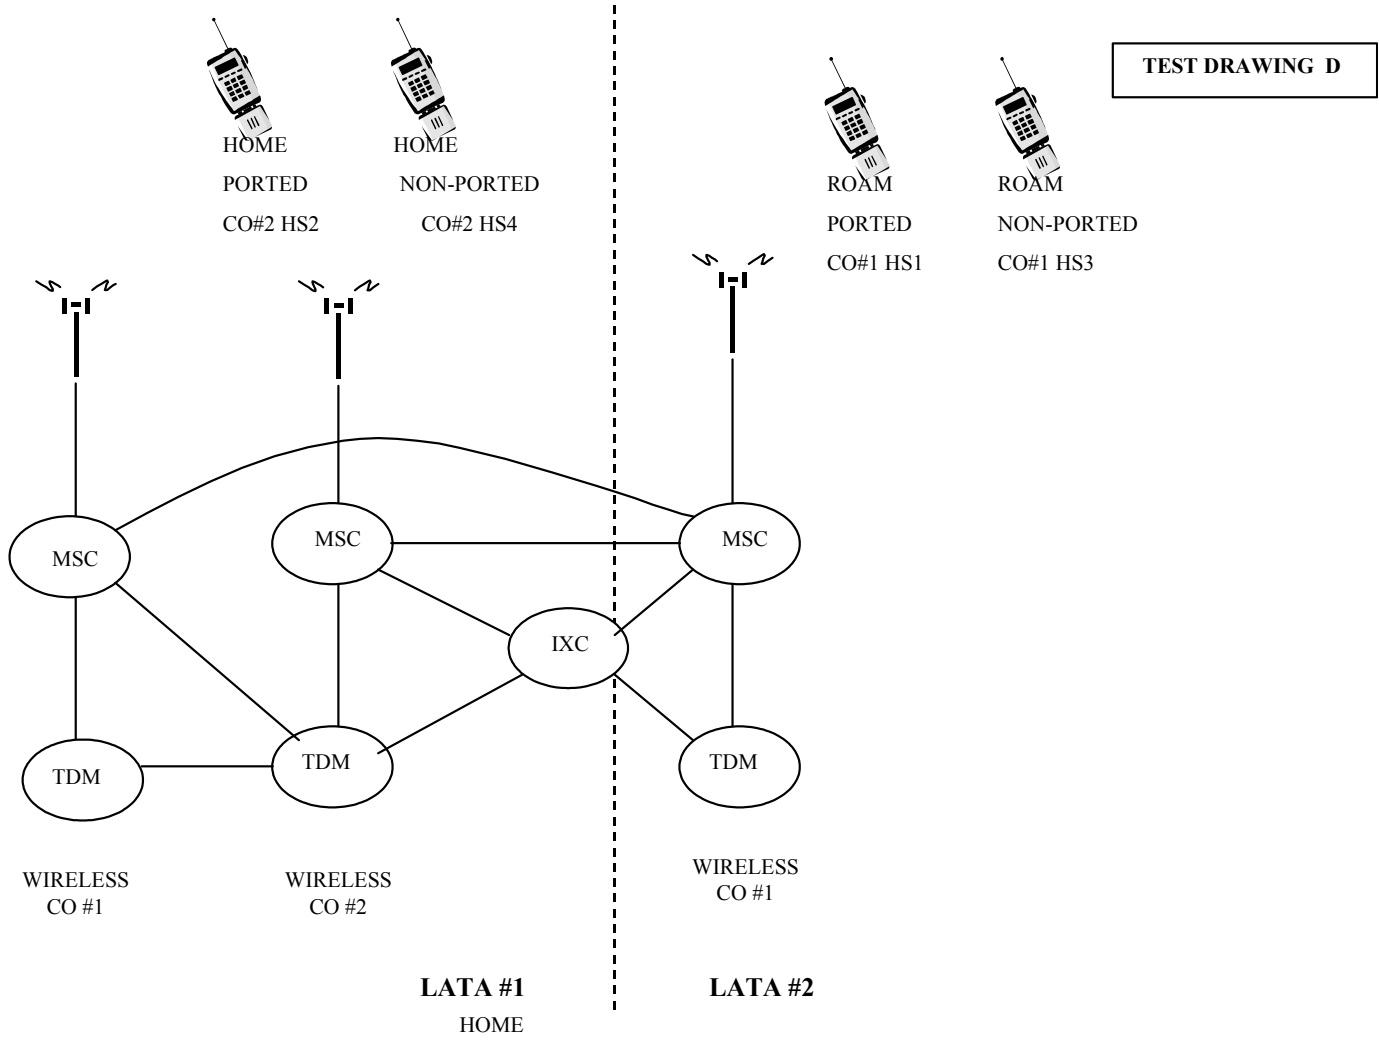 TEST DRAWING D
HOME
PORTED
CO#2 HS2
HOME
NON-PORTED
CO#2 HS4
ROAM
PORTED
CO#1 HS1
ROAM
NON-PORTED
CO#1 HS3
MSC
MSC
MSC
IXC
TDM
TDM
TDM
WIRELESS
CO #1
WIRELESS
CO #2
WIRELESS
CO #1
LATA #1
HOME
LATA #2